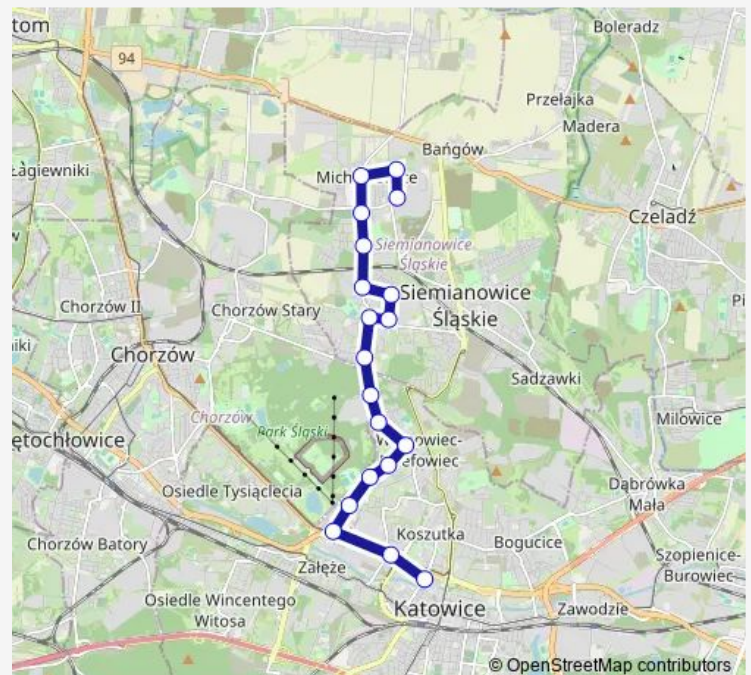 tom
Boleradz
94
Przełajka
Madera
Bańgów
Łagiewniki
Czeladź
Siemianowice
Śląskie
Siemianowice
Śląskie
Chorzów II
Chorzów Stary
Chorzów
Sadzawki
Chorzów
Milowice
Park Śląski
ętochłowice
Osiedle Tysiąclecia
Dąbrówka
Mała
Koszutka
Bogucice
Chorzów Batory
Załęże
Szopienice-
Burowiec
Osiedle Wincentego
Witosa
Katowice
Zawodzie
© OpenStreetMap contributors